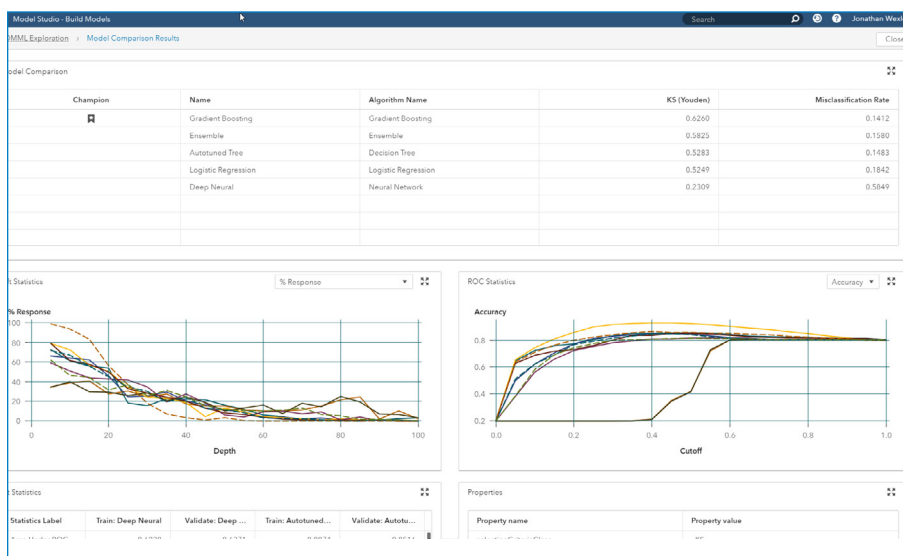 Model Studio - Build Models
Search
Jonathan Wexl
DMML Exploration > Model Comparison Results
Close
odel Comparison
Champion Name Algorithm Name KS (Youden) Misclassification Rate
Gradient Boosting Gradient Boosting 0.6260 0.1412
Ensemble Ensemble 0.5825 0.1580
Autotuned Tree Decision Tree 0.5283 0.1483
Logistic Regression Logistic Regression 0.5249 0.1842
Deep Neural Neural Network 0.2309 0.5849
t Statistics
% Response
% Response
100
80
60
40
20
0
0 20 40 60 80 100
Depth
ROC Statistics
Accuracy
Accuracy
0.8
0.6
0.4
0.2
0.0 0.2 0.4 0.6 0.8 1.0
Cutoff
t Statistics
Statistics Label Train: Deep Neural Validate: Deep ... Train: Autotuned... Validate: Autotu...
Properties
Property name Property value